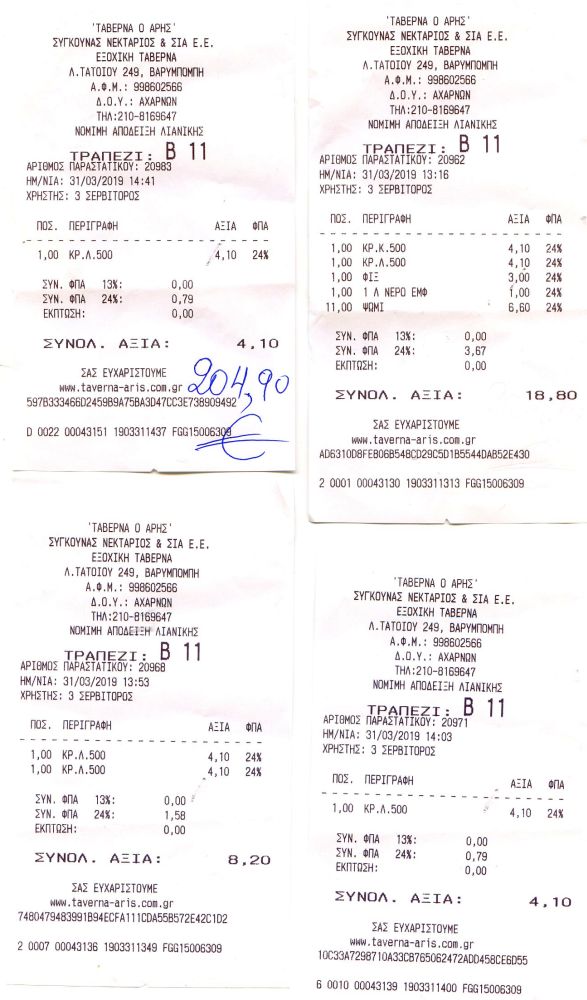 'ΤΑΒΕΡΝΑ Ο ΑΡΗΣ'
ΣΥΓΚΟΥΝΑΣ ΝΕΚΤΑΡΙΟΣ & ΣΙΑ Ε.Ε.
ΕΞΟΧΙΚΗ ΤΑΒΕΡΝΑ
Λ.ΤΑΤΟΙΟΥ 249, ΒΑΡΥΜΠΟΜΠΗ
Α.Φ.Μ.: 998602566
Δ.Ο.Υ.: ΑΧΑΡΝΩΝ
ΤΗΛ:210-8169647
ΝΟΜΙΜΗ ΑΠΟΔΕΙΞΗ ΛΙΑΝΙΚΗΣ
ΤΡΑΠΕΖΙ: Β 11
ΑΡΙΘΜΟΣ ΠΑΡΑΣΤΑΤΙΚΟΥ: 20983
ΗΜ/ΝΙΑ: 31/03/2019 14:41
ΧΡΗΣΤΗΣ: 3 ΣΕΡΒΙΤΟΡΟΣ
ΠΟΣ. ΠΕΡΙΓΡΑΦΗ ΑΞΙΑ ΦΠΑ
1,00 ΚΡ.Λ.500 4,10 24%
ΣΥΝ. ΦΠΑ 13%: 0,00
ΣΥΝ. ΦΠΑ 24%: 0,79
ΕΚΠΤΩΣΗ: 0,00
ΣΥΝΟΛ. ΑΞΙΑ: 4,10
ΣΑΣ ΕΥΧΑΡΙΣΤΟΥΜΕ
www.taverna-aris.com.gr
204,90
597B333466D2459B9A75BA3D47CC3E738909492
D 0022 00043151 1903311437 FGG15006309
€
'ΤΑΒΕΡΝΑ Ο ΑΡΗΣ'
ΣΥΓΚΟΥΝΑΣ ΝΕΚΤΑΡΙΟΣ & ΣΙΑ Ε.Ε.
ΕΞΟΧΙΚΗ ΤΑΒΕΡΝΑ
Λ.ΤΑΤΟΙΟΥ 249, ΒΑΡΥΜΠΟΜΠΗ
Α.Φ.Μ.: 998602566
Δ.Ο.Υ.: ΑΧΑΡΝΩΝ
ΤΗΛ:210-8169647
ΝΟΜΙΜΗ ΑΠΟΔΕΙΞΗ ΛΙΑΝΙΚΗΣ
ΤΡΑΠΕΖΙ: Β 11
ΑΡΙΘΜΟΣ ΠΑΡΑΣΤΑΤΙΚΟΥ: 20962
ΗΜ/ΝΙΑ: 31/03/2019 13:16
ΧΡΗΣΤΗΣ: 3 ΣΕΡΒΙΤΟΡΟΣ
ΠΟΣ. ΠΕΡΙΓΡΑΦΗ ΑΞΙΑ ΦΠΑ
1,00 ΚΡ.Κ.500 4,10 24%
1,00 ΚΡ.Λ.500 4,10 24%
1,00 ΦΙΞ 3,00 24%
1,00 1 Λ ΝΕΡΟ ΕΜΦ 1,00 24%
11,00 ΨΩΜΙ 6,60 24%
ΣΥΝ. ΦΠΑ 13%: 0,00
ΣΥΝ. ΦΠΑ 24%: 3,67
ΕΚΠΤΩΣΗ: 0,00
ΣΥΝΟΛ. ΑΞΙΑ: 18,80
ΣΑΣ ΕΥΧΑΡΙΣΤΟΥΜΕ
www.taverna-aris.com.gr
AD6310D8FEB06B548CD29C5D1B5544DAB52E430
2 0001 00043130 1903311313 FGG15006309
'ΤΑΒΕΡΝΑ Ο ΑΡΗΣ'
ΣΥΓΚΟΥΝΑΣ ΝΕΚΤΑΡΙΟΣ & ΣΙΑ Ε.Ε.
ΕΞΟΧΙΚΗ ΤΑΒΕΡΝΑ
Λ.ΤΑΤΟΙΟΥ 249, ΒΑΡΥΜΠΟΜΠΗ
Α.Φ.Μ.: 998602566
Δ.Ο.Υ.: ΑΧΑΡΝΩΝ
ΤΗΛ:210-8169647
ΝΟΜΙΜΗ ΑΠΟΔΕΙΞΗ ΛΙΑΝΙΚΗΣ
ΤΡΑΠΕΖΙ: Β 11
ΑΡΙΘΜΟΣ ΠΑΡΑΣΤΑΤΙΚΟΥ: 20968
ΗΜ/ΝΙΑ: 31/03/2019 13:53
ΧΡΗΣΤΗΣ: 3 ΣΕΡΒΙΤΟΡΟΣ
ΠΟΣ. ΠΕΡΙΓΡΑΦΗ ΑΞΙΑ ΦΠΑ
1,00 ΚΡ.Λ.500 4,10 24%
1,00 ΚΡ.Λ.500 4,10 24%
ΣΥΝ. ΦΠΑ 13%: 0,00
ΣΥΝ. ΦΠΑ 24%: 1,58
ΕΚΠΤΩΣΗ: 0,00
ΣΥΝΟΛ. ΑΞΙΑ: 8,20
ΣΑΣ ΕΥΧΑΡΙΣΤΟΥΜΕ
www.taverna-aris.com.gr
7480479483991B94ECFA111CDA55B572E42C1D2
2 0007 00043136 1903311349 FGG15006309
'ΤΑΒΕΡΝΑ Ο ΑΡΗΣ'
ΣΥΓΚΟΥΝΑΣ ΝΕΚΤΑΡΙΟΣ & ΣΙΑ Ε.Ε.
ΕΞΟΧΙΚΗ ΤΑΒΕΡΝΑ
Λ.ΤΑΤΟΙΟΥ 249, ΒΑΡΥΜΠΟΜΠΗ
Α.Φ.Μ.: 998602566
Δ.Ο.Υ.: ΑΧΑΡΝΩΝ
ΤΗΛ:210-8169647
ΝΟΜΙΜΗ ΑΠΟΔΕΙΞΗ ΛΙΑΝΙΚΗΣ
ΤΡΑΠΕΖΙ: Β 11
ΑΡΙΘΜΟΣ ΠΑΡΑΣΤΑΤΙΚΟΥ: 20971
ΗΜ/ΝΙΑ: 31/03/2019 14:03
ΧΡΗΣΤΗΣ: 3 ΣΕΡΒΙΤΟΡΟΣ
ΠΟΣ. ΠΕΡΙΓΡΑΦΗ ΑΞΙΑ ΦΠΑ
1,00 ΚΡ.Λ.500 4,10 24%
ΣΥΝ. ΦΠΑ 13%: 0,00
ΣΥΝ. ΦΠΑ 24%: 0,79
ΕΚΠΤΩΣΗ: 0,00
ΣΥΝΟΛ. ΑΞΙΑ: 4,10
ΣΑΣ ΕΥΧΑΡΙΣΤΟΥΜΕ
www.taverna-aris.com.gr
10C33A7298710A33CB765062472ADD458CE6D55
6 0010 00043139 1903311400 FGG15006309